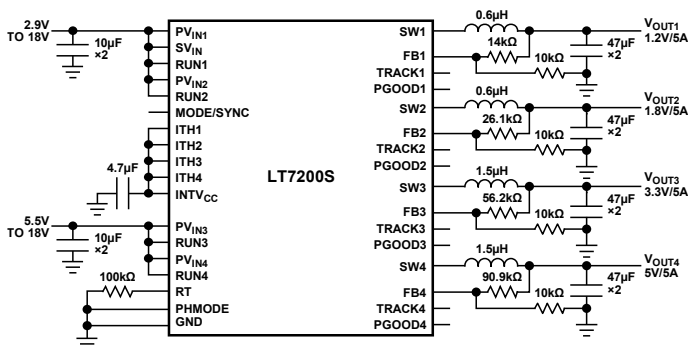 2.9V
TO 18V
10µF
×2
PVIN1
SVIN
RUN1
PVIN2
RUN2
MODE/SYNC
ITH1
ITH2
ITH3
ITH4
INTVCC
4.7µF
5.5V
TO 18V
10µF
×2
PVIN3
RUN3
PVIN4
RUN4
100kΩ
RT
PHMODE
GND
LT7200S
SW1
FB1
TRACK1
PGOOD1
0.6µH
14kΩ
10kΩ
47µF
×2
VOUT1
1.2V/5A
SW2
FB2
TRACK2
PGOOD2
0.6µH
26.1kΩ
10kΩ
47µF
×2
VOUT2
1.8V/5A
SW3
FB3
TRACK3
PGOOD3
1.5µH
56.2kΩ
10kΩ
47µF
×2
VOUT3
3.3V/5A
SW4
FB4
TRACK4
PGOOD4
1.5µH
90.9kΩ
10kΩ
47µF
×2
VOUT4
5V/5A